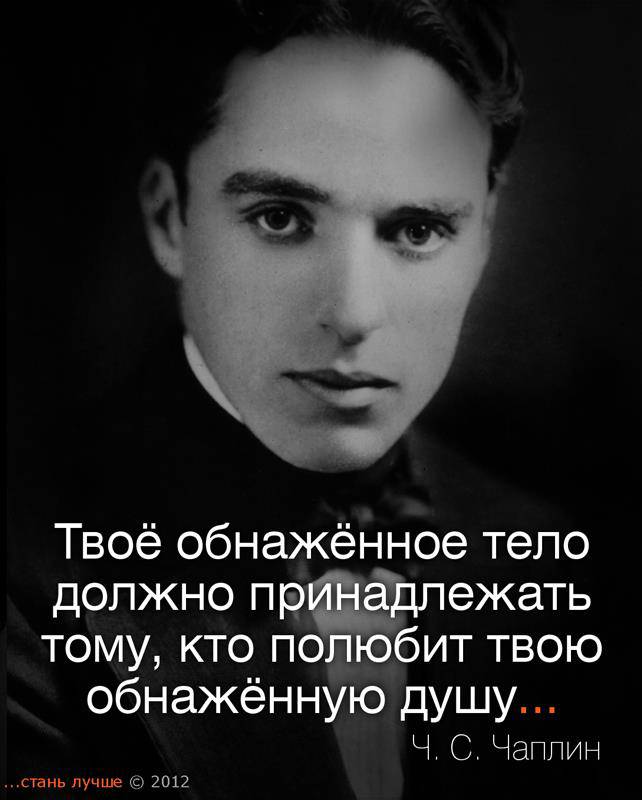 Твоё обнажённое тело
должно принадлежать
тому, кто полюбит твою
обнажённую душу...
Ч. С. Чаплин
...стань лучше © 2012